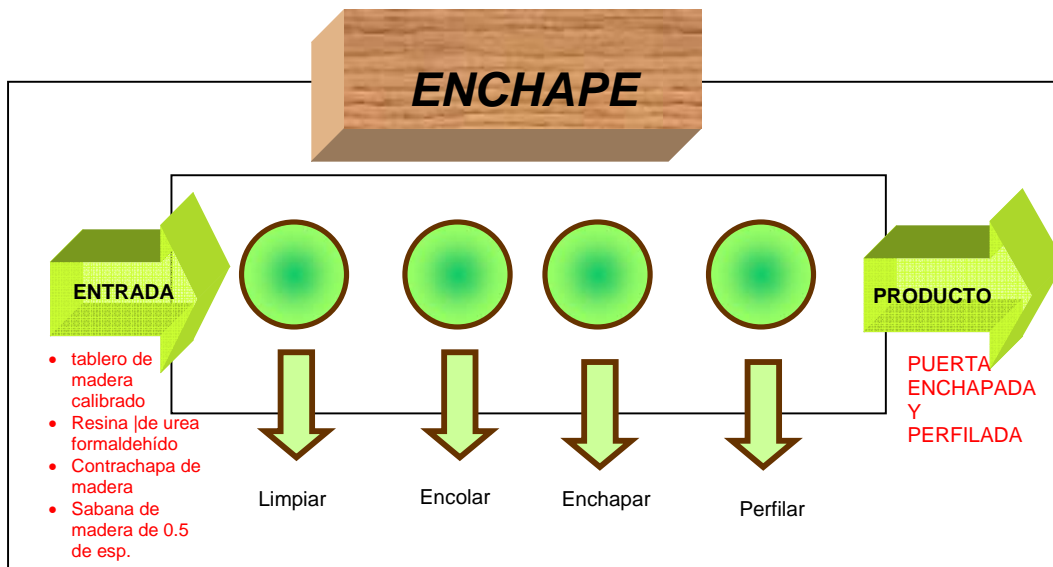 ENCHAPE
ENTRADA
• tablero de
madera
calibrado
• Resina |de urea
formaldehído
• Contrachapa de
madera
• Sabana de
madera de 0.5
de esp.
Limpiar
Encolar
Enchapar
Perfilar
PRODUCTO
PUERTA
ENCHAPADA
Y
PERFILADA